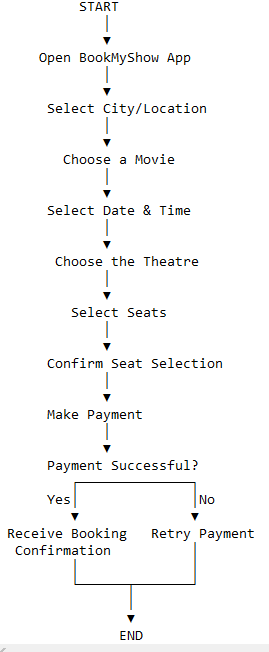 START
Open BookMyShow App
Select City/Location
Choose a Movie
Select Date & Time
Choose the Theatre
Select Seats
Confirm Seat Selection
Make Payment
Payment Successful?
Yes No
Receive Booking Retry Payment
Confirmation
END